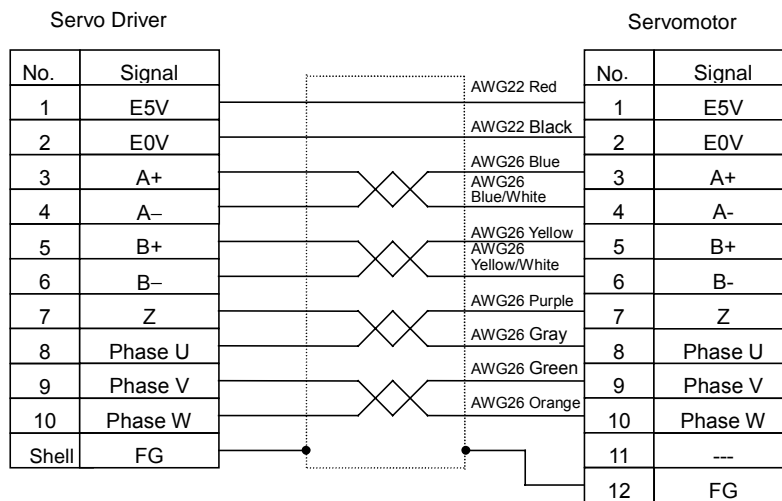 Servo Driver
Servomotor
No. Signal
1 E5V
2 E0V
3 A+
4 A−
5 B+
6 B−
7 Z
8 Phase U
9 Phase V
10 Phase W
Shell FG
AWG22 Red
AWG22 Black
AWG26 Blue
AWG26
Blue/White
AWG26 Yellow
AWG26
Yellow/White
AWG26 Purple
AWG26 Gray
AWG26 Green
AWG26 Orange
No. Signal
1 E5V
2 E0V
3 A+
4 A-
5 B+
6 B-
7 Z
8 Phase U
9 Phase V
10 Phase W
11 ---
12 FG